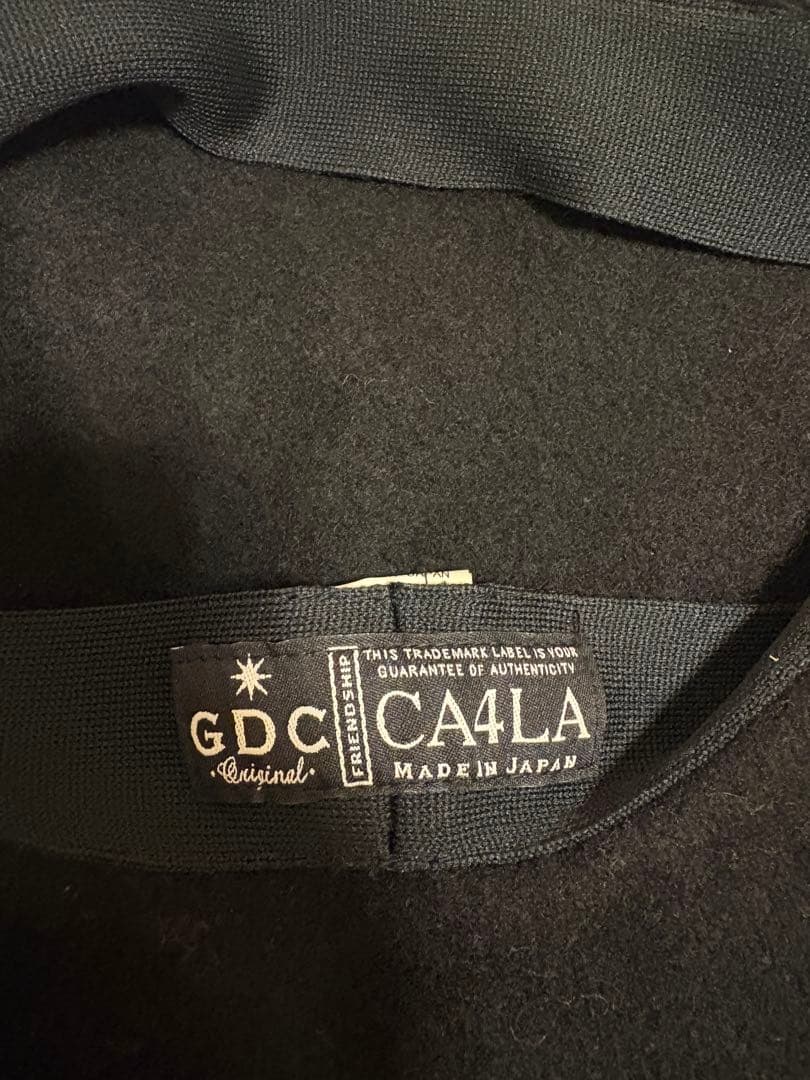 GDC
·Original·
FRIENDSHIP
THIS TRADEMARK LABEL IS YOUR
GUARANTEE OF AUTHENTICITY
CA4LA
MADE IN JAPAN